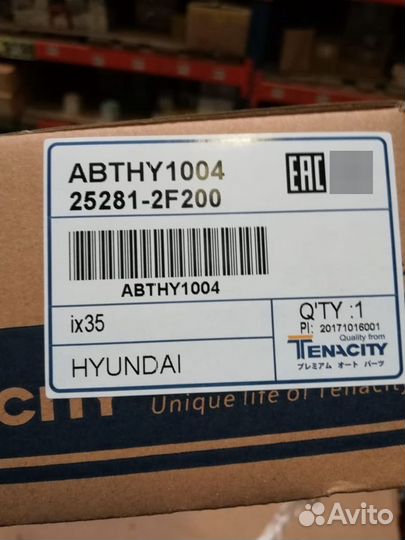 ABTHY1004
25281-2F200
EAC
ABTHY1004
ix35
Q'TY :1
PI: 20171016001
Quality from
TENACITY
プレミアム オート パーツ
HYUNDAI
CITY Unique life of Tenacity
Avito